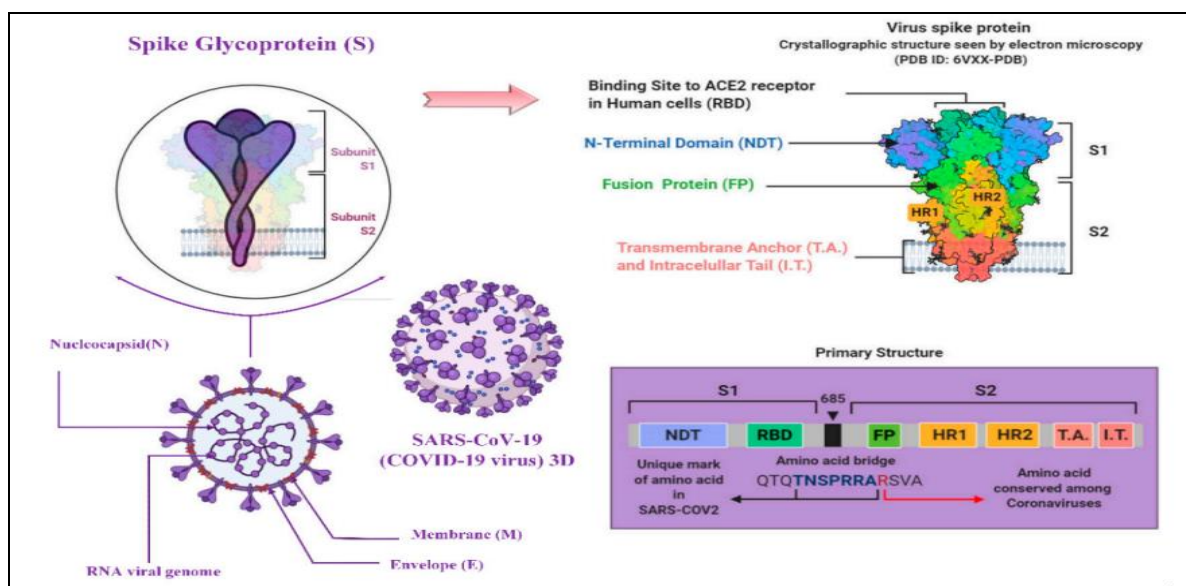 Spike Glycoprotein (S)
Subunit
S1
Subunit
S2
Nucleocapsid(N)
SARS-CoV-19
(COVID-19 virus) 3D
Membrane (M)
Envelope (E)
RNA viral genome
Virus spike protein
Crystallographic structure seen by electron microscopy
(PDB ID: 6VXX-PDB)
Binding Site to ACE2 receptor
in Human cells (RBD)
N-Terminal Domain (NDT)
Fusion Protein (FP)
Transmembrane Anchor (T.A.)
and Intracelullar Tail (I.T.)
HR1
HR2
S1
S2
Primary Structure
S1
685
S2
NDT
RBD
FP
HR1
HR2
T.A.
I.T.
Unique mark
of amino acid
in
SARS-COV2
Amino acid bridge
QTQTNSPRRARSVA
Amino acid
conserved among
Coronaviruses